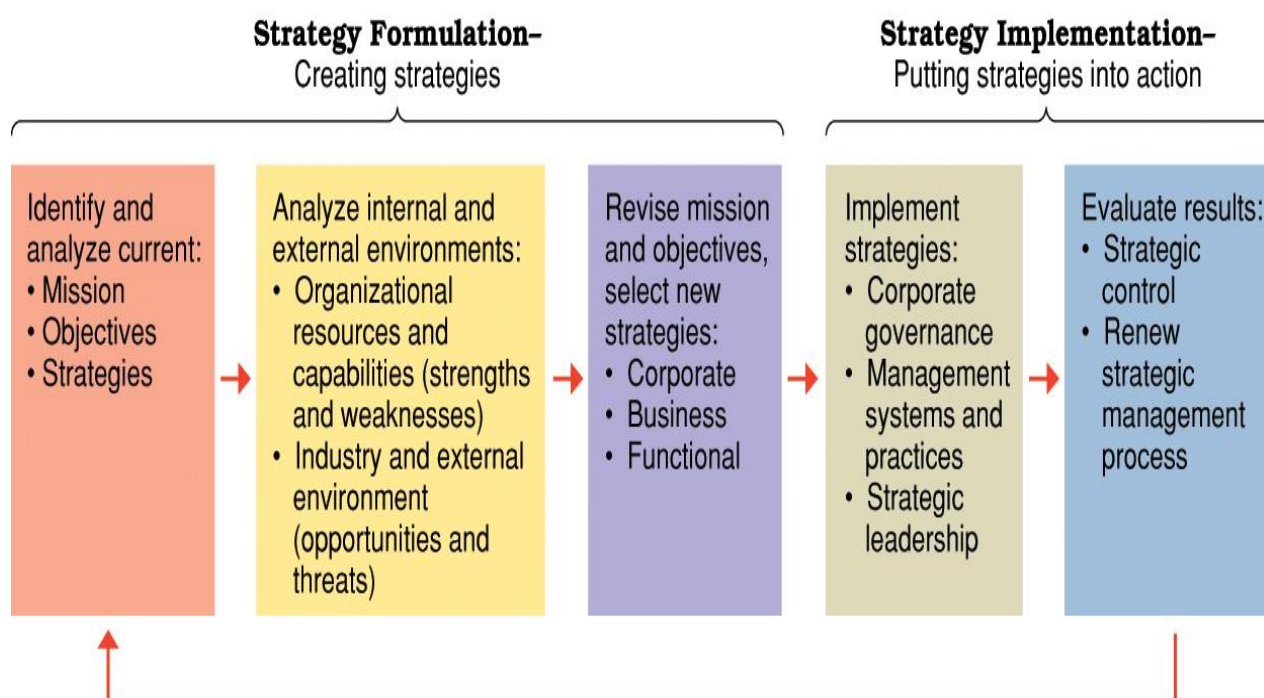 Strategy Formulation–
Creating strategies
Strategy Implementation–
Putting strategies into action
Identify and
analyze current:
• Mission
• Objectives
• Strategies
Analyze internal and
external environments:
• Organizational
resources and
capabilities (strengths
and weaknesses)
• Industry and external
environment
(opportunities and
threats)
Revise mission
and objectives,
select new
strategies:
• Corporate
• Business
• Functional
Implement
strategies:
• Corporate
governance
• Management
systems and
practices
• Strategic
leadership
Evaluate results:
• Strategic
control
• Renew
strategic
management
process